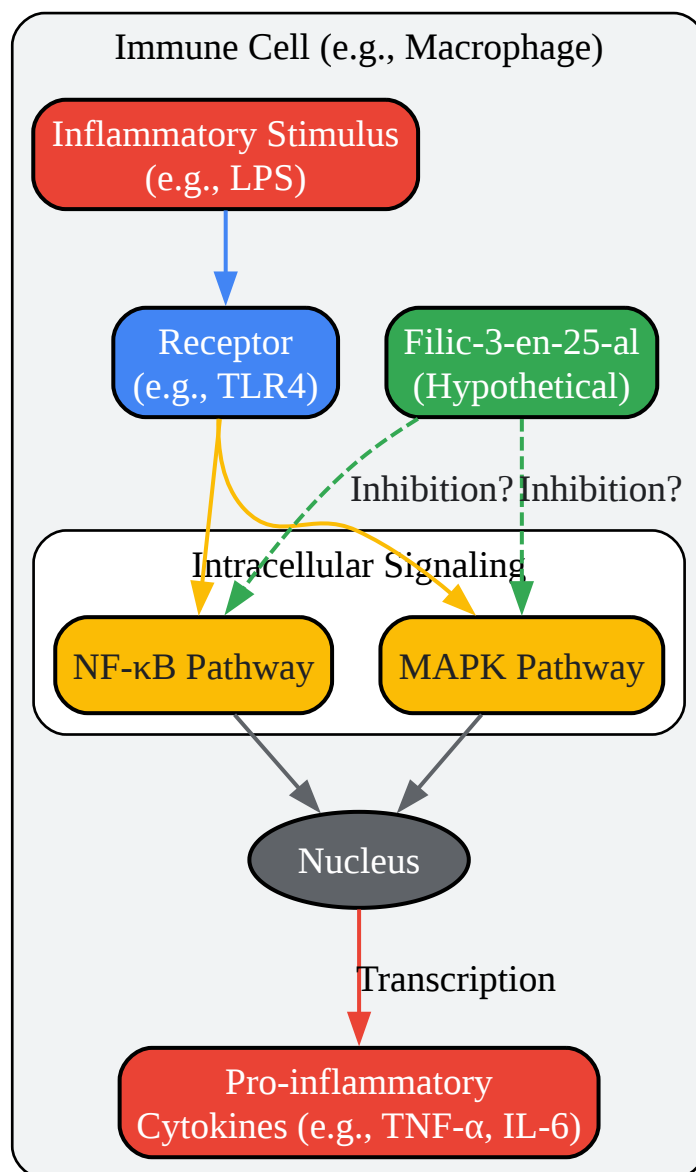 Immune Cell (e.g., Macrophage)
Inflammatory Stimulus
(e.g., LPS)
Receptor
(e.g., TLR4)
Filic-3-en-25-al
(Hypothetical)
Inhibition?
Inhibition?
Intracellular Signaling
NF-κB Pathway
MAPK Pathway
Nucleus
Transcription
Pro-inflammatory
Cytokines (e.g., TNF-α, IL-6)